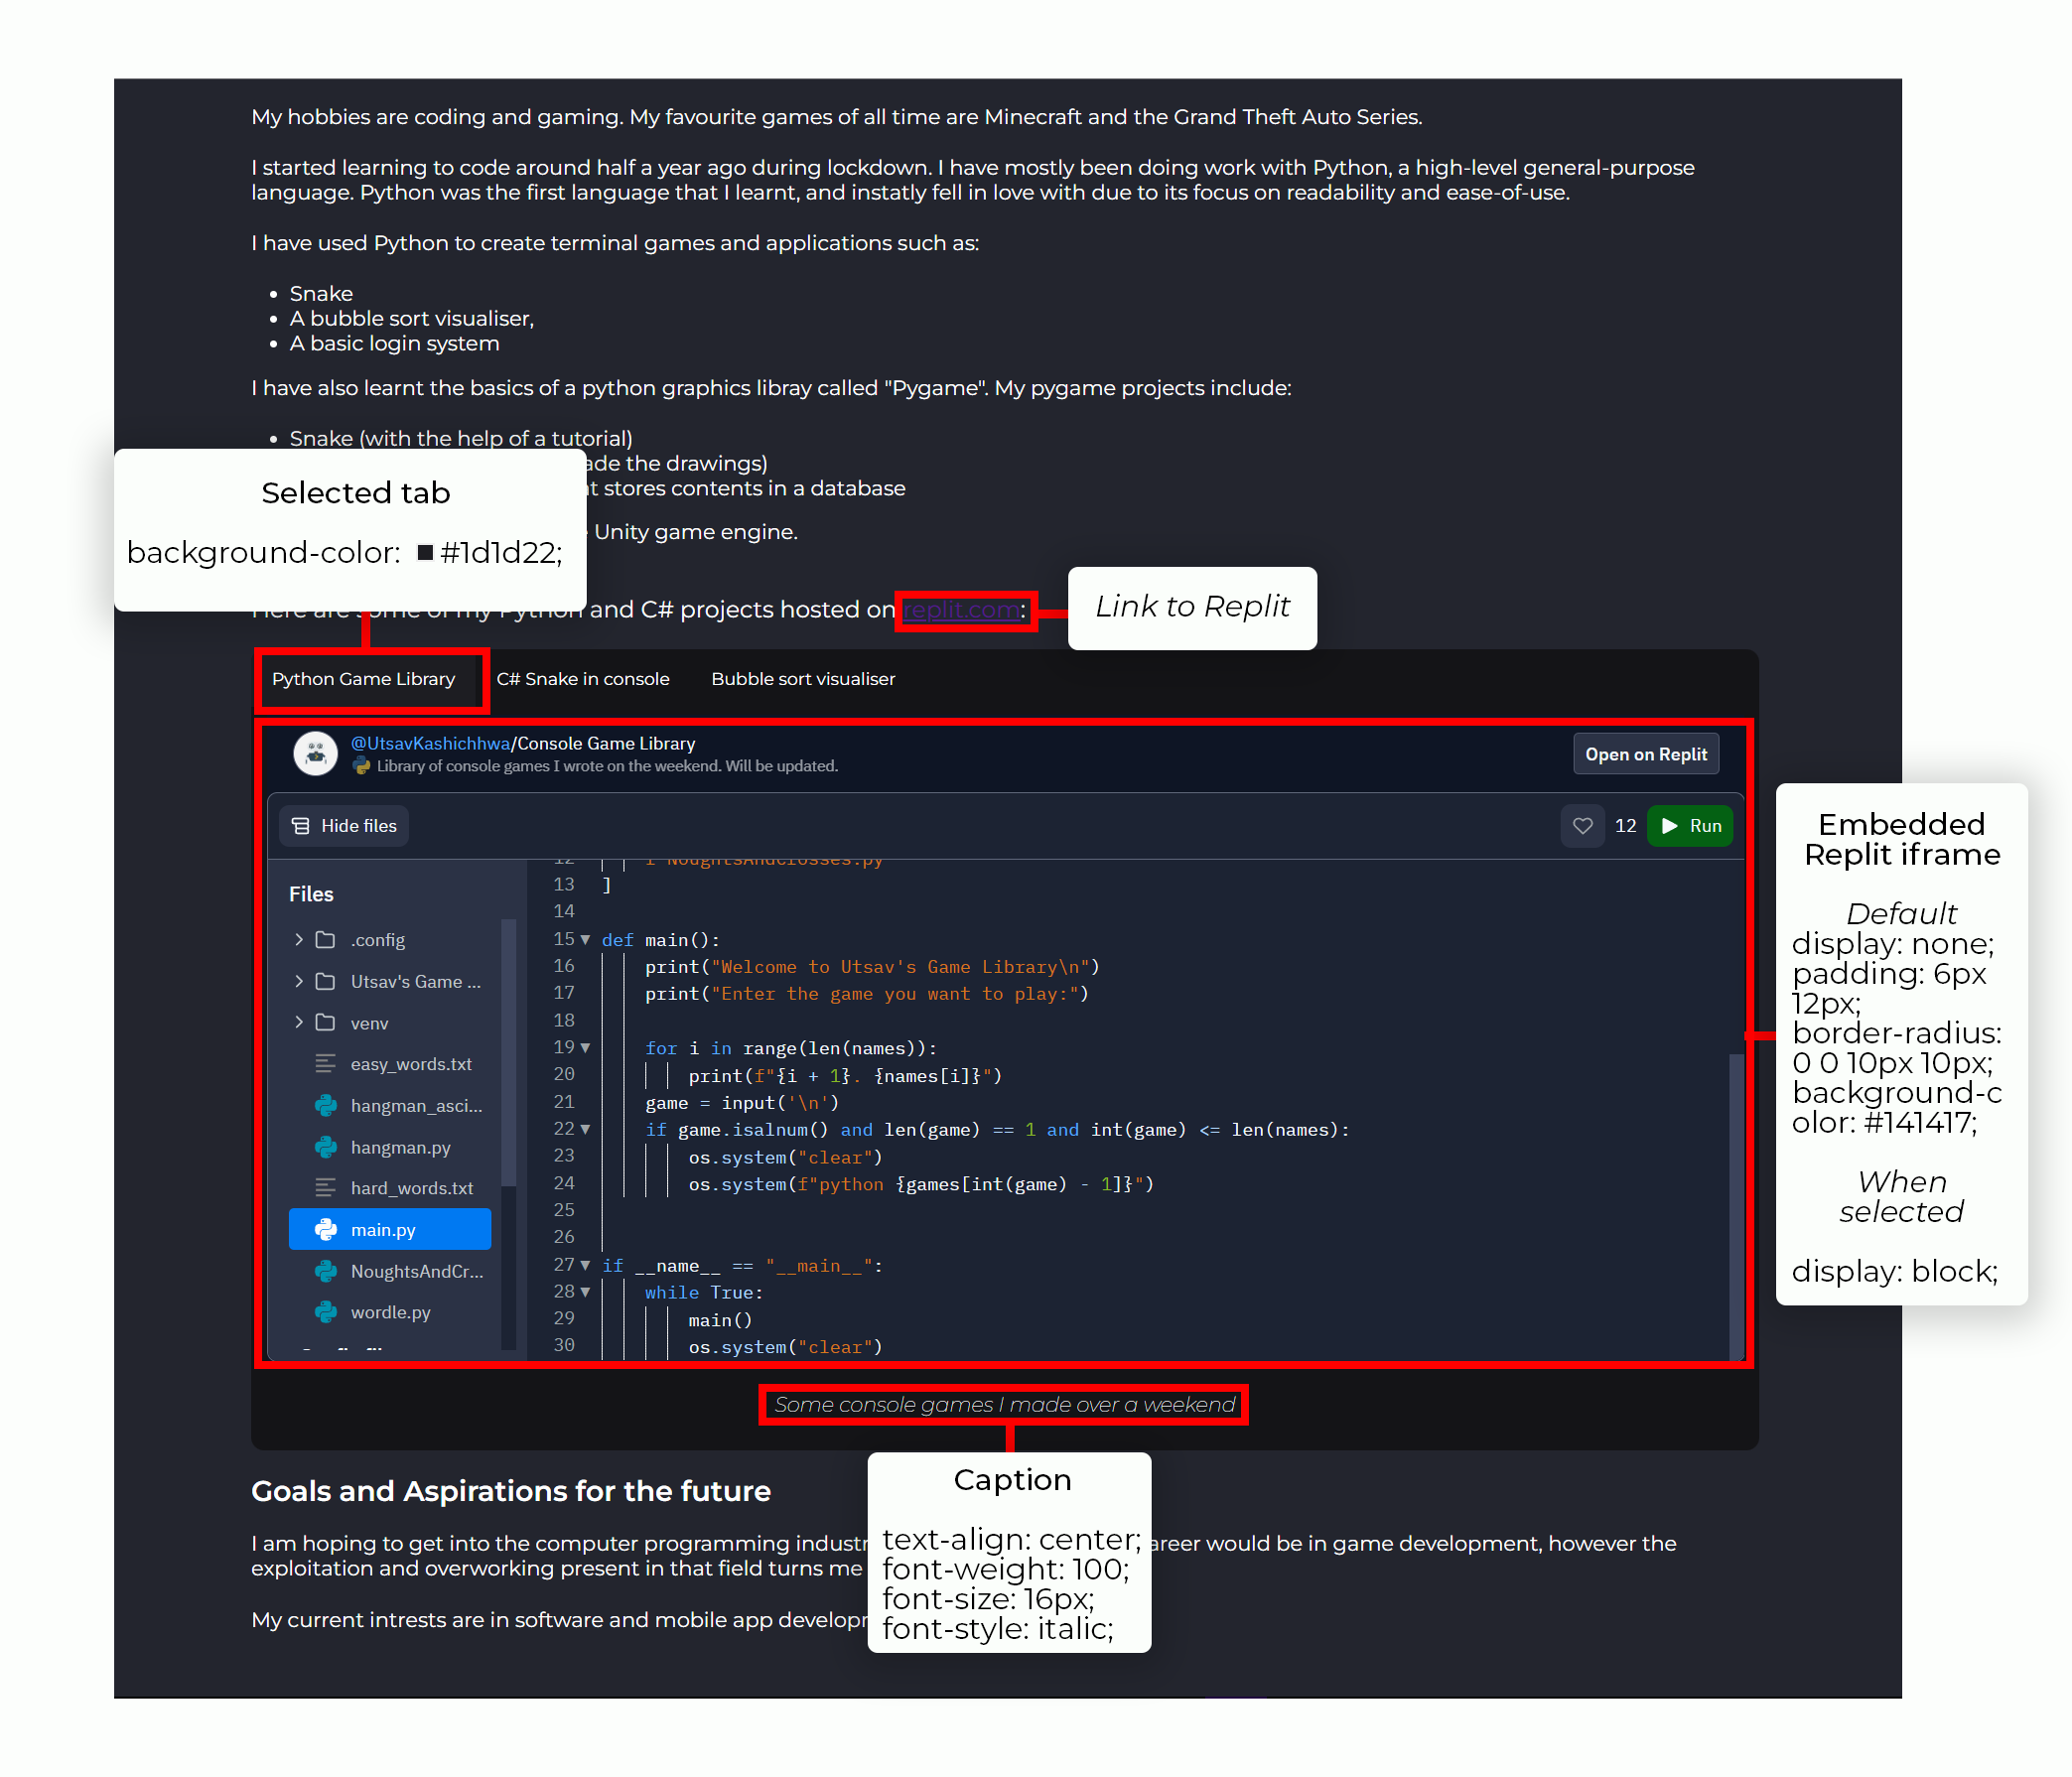 My hobbies are coding and gaming. My favourite games of all time are Minecraft and the Grand Theft Auto Series.
I started learning to code around half a year ago during lockdown. I have mostly been doing work with Python, a high-level general-purpose
language. Python was the first language that I learnt, and instatly fell in love with due to its focus on readability and ease-of-use.
I have used Python to create terminal games and applications such as:
• Snake
• A bubble sort visualiser,
• A basic login system
I have also learnt the basics of a python graphics libray called "Pygame". My pygame projects include:
• Snake (with the help of a tutorial)
the drawings)
stores contents in a database
Unity game engine.
Selected tab
background-color: #1d1d22;
Here are some of my Python and C# projects hosted on replit.com:
Link to Replit
Python Game Library
C# Snake in console
Bubble sort visualiser
@UtsavKashichhwa/Console Game Library
Library of console games I wrote on the weekend. Will be updated.
Open on Replit
Hide files
12
Run
Files
.config
Utsav's Game ...
venv
easy_words.txt
hangman_asci...
hangman.py
hard_words.txt
main.py
NoughtsAndCr...
wordle.py
12 NoughtsAndCrosses.py
13 ]
14
15 def main():
16 print("Welcome to Utsav's Game Library\n")
17 print("Enter the game you want to play:")
18
19 for i in range(len(names)):
20 print(f"{i + 1}. {names[i]}")
21 game = input('\n')
22 if game.isalnum() and len(game) == 1 and int(game) <= len(names):
23 os.system("clear")
24 os.system(f"python {games[int(game) - 1]}")
25
26
27 if __name__ == "__main__":
28 while True:
29 main()
30 os.system("clear")
Embedded
Replit iframe
Default
display: none;
padding: 6px
12px;
border-radius:
0 0 10px 10px;
background-c
olor: #141417;
When
selected
display: block;
Some console games I made over a weekend
Caption
text-align: center;
font-weight: 100;
font-size: 16px;
font-style: italic;
Goals and Aspirations for the future
I am hoping to get into the computer programming would be in game development, however the
exploitation and overworking present in that field turns me
My current intrests are in software and mobile app